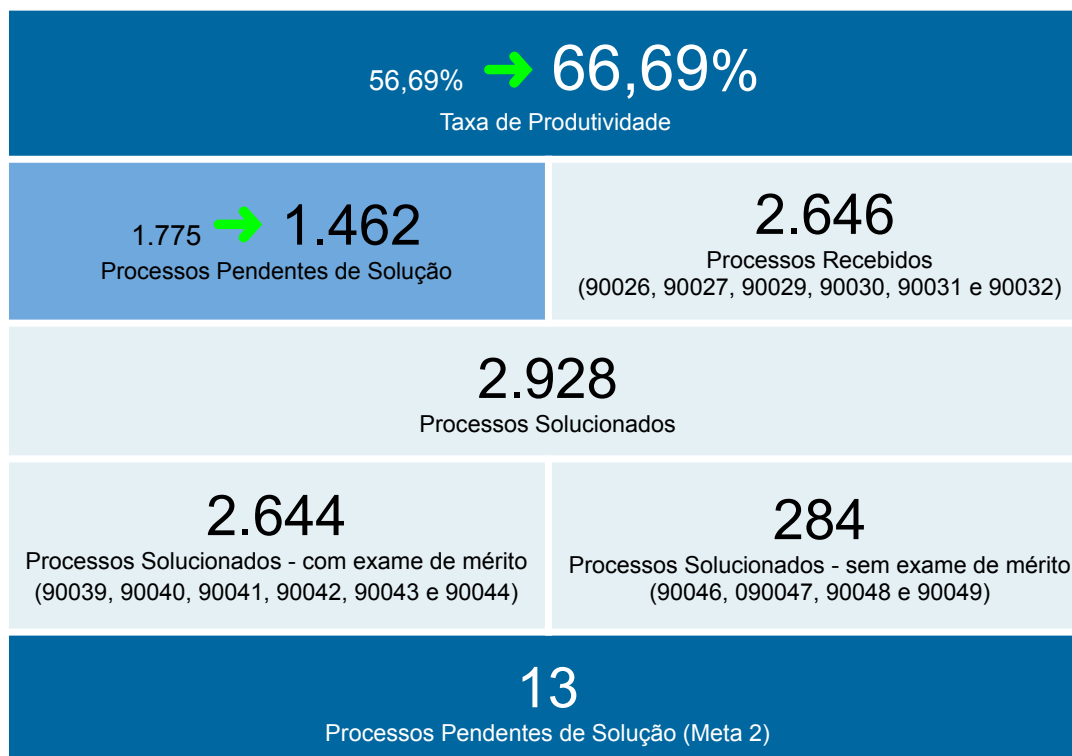 56,69% ➜ 66,69%
Taxa de Produtividade
1.775 ➜ 1.462
Processos Pendentes de Solução
2.646
Processos Recebidos
(90026, 90027, 90029, 90030, 90031 e 90032)
2.928
Processos Solucionados
2.644
Processos Solucionados - com exame de mérito
(90039, 90040, 90041, 90042, 90043 e 90044)
284
Processos Solucionados - sem exame de mérito
(90046, 090047, 90048 e 90049)
13
Processos Pendentes de Solução (Meta 2)